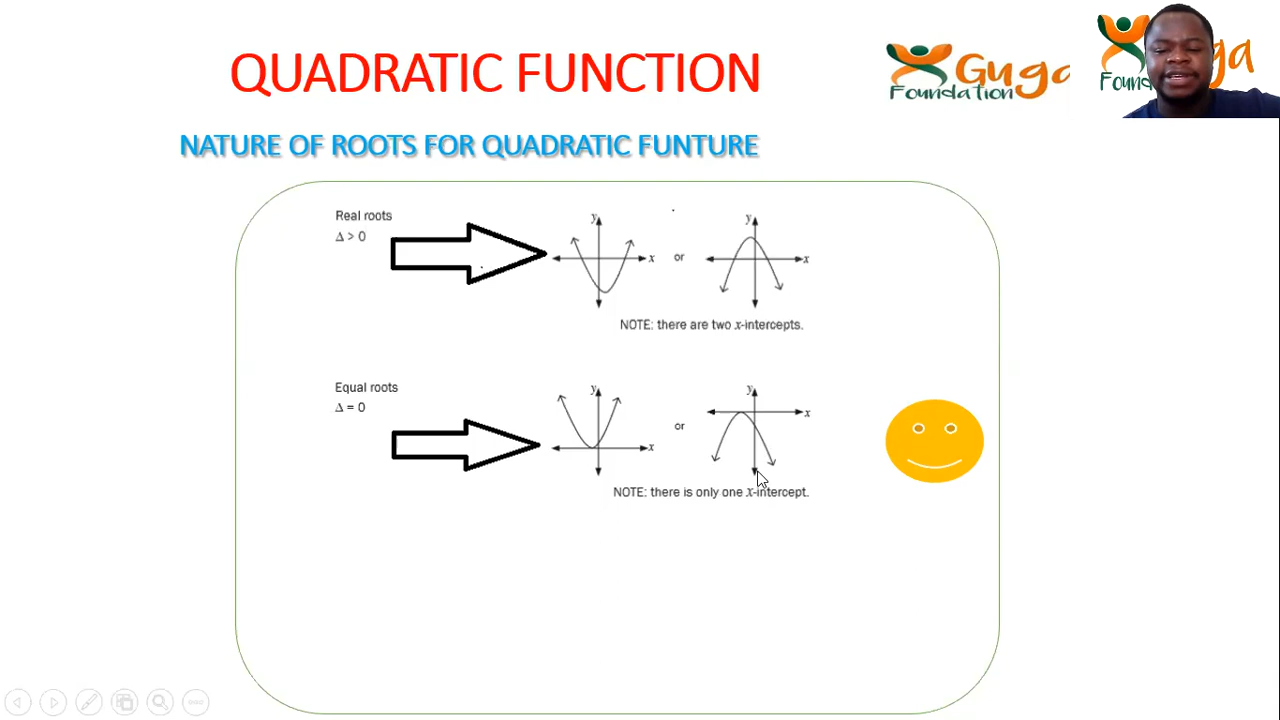 QUADRATIC FUNCTION
Guga
Foundation
NATURE OF ROOTS FOR QUADRATIC FUNTURE
Real roots
Δ > 0
y
x
or
y
x
NOTE: there are two x-intercepts.
Equal roots
Δ = 0
y
x
or
y
x
NOTE: there is only one x-intercept.